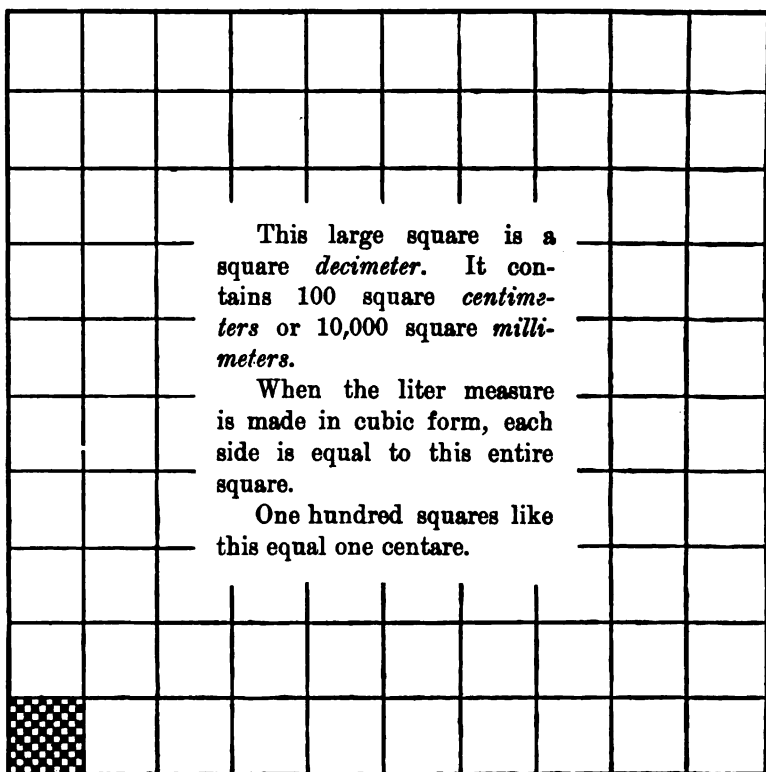 This large square is a
square decimeter. It con-
tains 100 square centime-
ters or 10,000 square milli-
meters.
When the liter measure
is made in cubic form, each
side is equal to this entire
square.
One hundred squares like
this equal one centare.